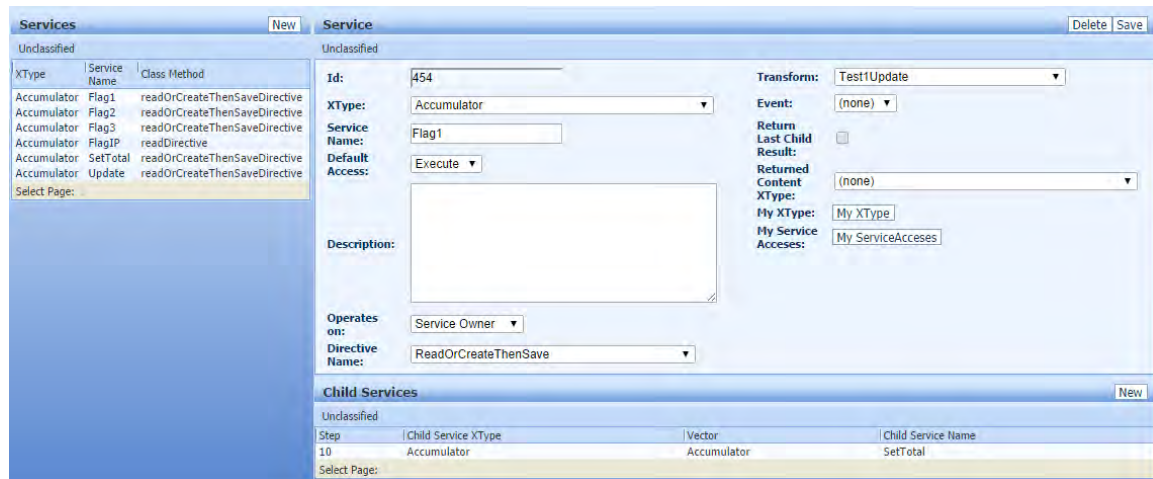 Services New
Unclassified
XType Service Name Class Method
Accumulator Flag1 readOrCreateThenSaveDirective
Accumulator Flag2 readOrCreateThenSaveDirective
Accumulator Flag3 readOrCreateThenSaveDirective
Accumulator FlagIP readDirective
Accumulator SetTotal readOrCreateThenSaveDirective
Accumulator Update readOrCreateThenSaveDirective
Select Page:
Service Delete Save
Unclassified
Id: 454
XType: Accumulator
Service Name: Flag1
Default Access: Execute
Description:
Operates on: Service Owner
Directive Name: ReadOrCreateThenSave
Transform: Test1Update
Event: (none)
Return Last Child Result:
Returned Content XType: (none)
My XType: My XType
My Service Acceses: My ServiceAcceses
Child Services New
Unclassified
Step Child Service XType Vector Child Service Name
10 Accumulator Accumulator SetTotal
Select Page: